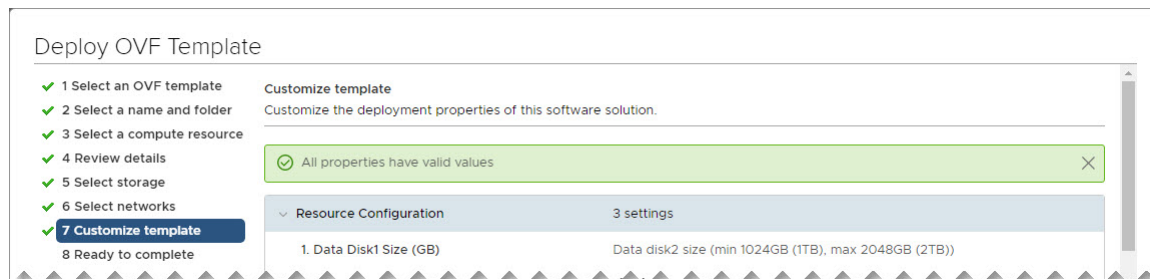 Deploy OVF Template
1 Select an OVF template
2 Select a name and folder
3 Select a compute resource
4 Review details
5 Select storage
6 Select networks
7 Customize template
8 Ready to complete
Customize template
Customize the deployment properties of this software solution.
All properties have valid values
Resource Configuration 3 settings
1. Data Disk1 Size (GB) Data disk2 size (min 1024GB (1TB), max 2048GB (2TB))